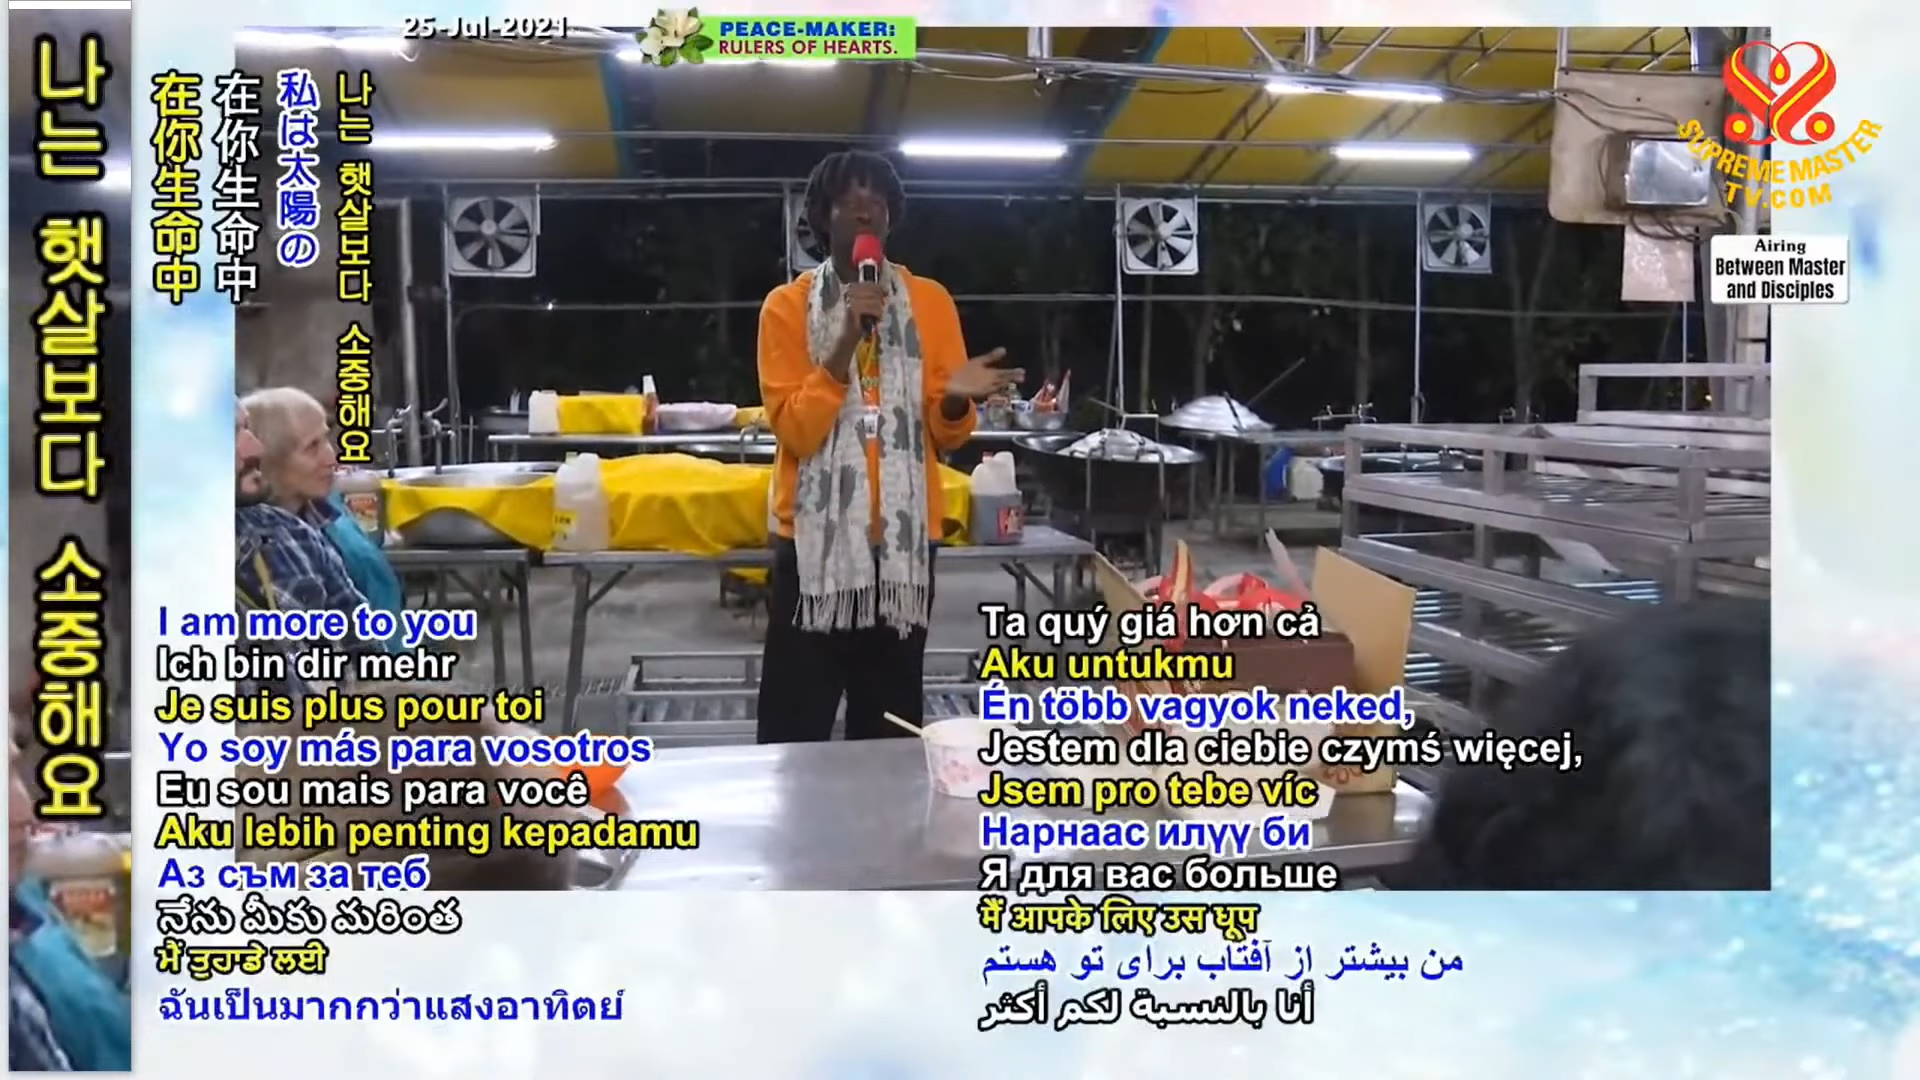 25-Jul-2021
PEACE-MAKER:
RULERS OF HEARTS.
SUPREME MASTER
TV.COM
Airing
Between Master
and Disciples
나는 햇살보다 소중해요
在你生命中
在你生命中
私は太陽の
나는 햇살보다 소중해요
I am more to you
Ich bin dir mehr
Je suis plus pour toi
Yo soy más para vosotros
Eu sou mais para você
Aku lebih penting kepadamu
Аз съм за теб
నేను మీకు మరింత
ਮੈਂ ਤੁਹਾਡੇ ਲਈ
ฉันเป็นมากกว่าแสงอาทิตย์
Ta quý giá hơn cả
Aku untukmu
Én több vagyok neked,
Jestem dla ciebie czymś więcej,
Jsem pro tebe víc
Нарнаас илүү би
Я для вас больше
मैं आपके लिए उस धूप
من بیشتر از آفتاب برای تو هستم
أنا بالنسبة لكم أكثر